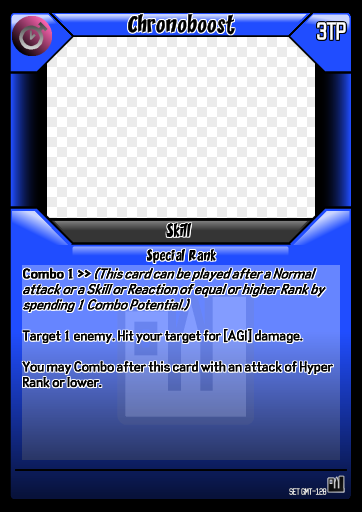 Chronoboost
3TP
Skill
Special Rank
Combo 1 >> (This card can be played after a Normal
attack or a Skill or Reaction of equal or higher Rank by
spending 1 Combo Potential.)
Target 1 enemy. Hit your target for [AGI] damage.
You may Combo after this card with an attack of Hyper
Rank or lower.
SET GMT-128